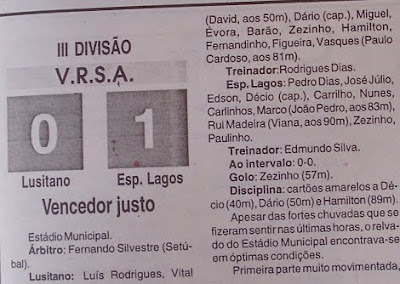 III DIVISÃO
V.R.S.A.
0 1
Lusitano Esp. Lagos
Vencedor justo
Estádio Municipal.
Árbitro: Fernando Silvestre (Setú-
bal).
Lusitano: Luís Rodrigues, Vital
(David, aos 50m), Dário (cap.), Miguel,
Évora, Barão, Zezinho, Hamilton,
Fernandinho, Figueira, Vasques (Paulo
Cardoso, aos 81m).
Treinador:Rodrigues Dias.
Esp. Lagos: Pedro Dias, José Júlio,
Edson, Décio (cap.), Carrilho, Nunes,
Carlinhos, Marco (João Pedro, aos 83m),
Rui Madeira (Viana, aos 90m), Zezinho,
Paulinho.
Treinador: Edmundo Silva.
Ao intervalo: 0-0.
Golo: Zezinho (57m).
Disciplina: cartões amarelos a Dé-
cio (40m), Dário (50m) e Hamilton (89m).
Apesar das fortes chuvadas que se
fizeram sentir nas últimas horas, o relva-
do do Estádio Municipal encontrava-se
em óptimas condições.
Primeira parte muito movimentada,